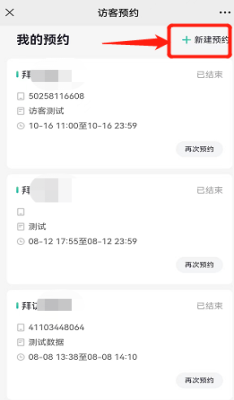 访客预约
我的预约
+ 新建预约
拜
已结束
50258116608
访客测试
10-16 11:00至10-16 23:59
再次预约
拜
已结束
测试
08-12 17:55至08-12 23:59
再次预约
拜访
已结束
41103448064
测试数据
08-08 13:38至08-08 14:10
再次预约